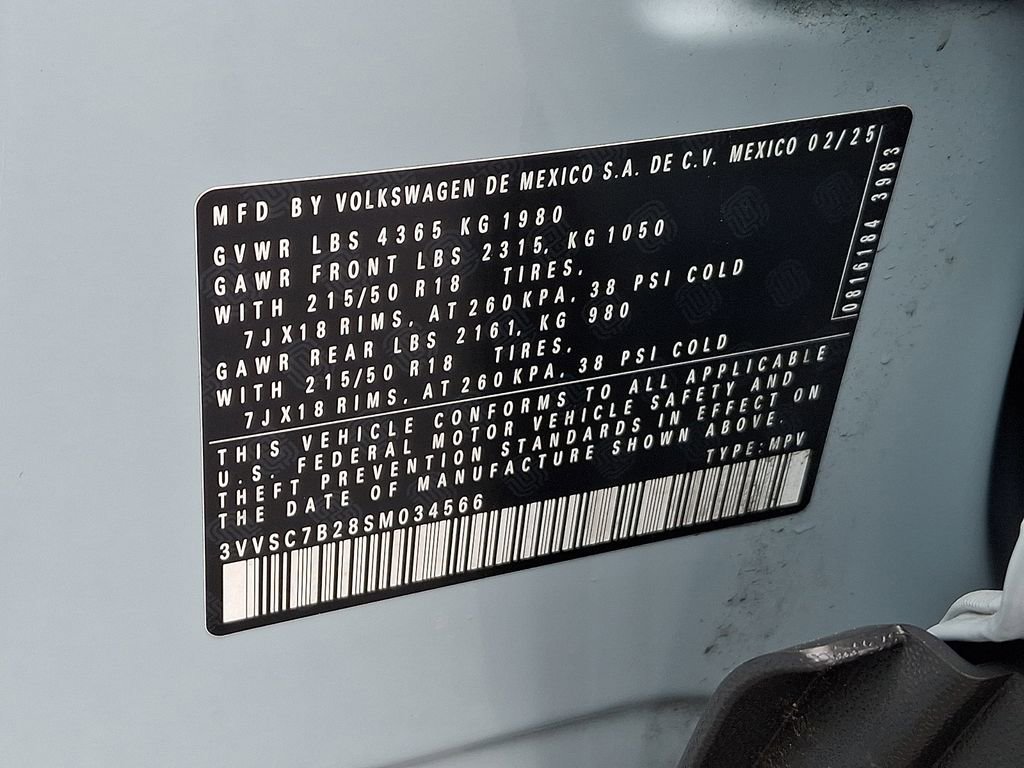 MFD BY VOLKSWAGEN DE MEXICO S.A. DE C.V. MEXICO 02/25
GVWR LBS 4365 KG 1980
GAWR FRONT LBS 2315, KG 1050
WITH 215/50 R18 TIRES,
7JX18 RIMS, AT 260 KPA, 38 PSI COLD
GAWR REAR LBS 2161, KG 980
WITH 215/50 R18 TIRES,
7JX18 RIMS, AT 260 KPA, 38 PSI COLD
0816184 3983
THIS VEHICLE CONFORMS TO ALL APPLICABLE
U.S. FEDERAL MOTOR VEHICLE SAFETY AND
THEFT PREVENTION STANDARDS IN EFFECT ON
THE DATE OF MANUFACTURE SHOWN ABOVE.
3VVSC7B28SM034566 TYPE: MPV